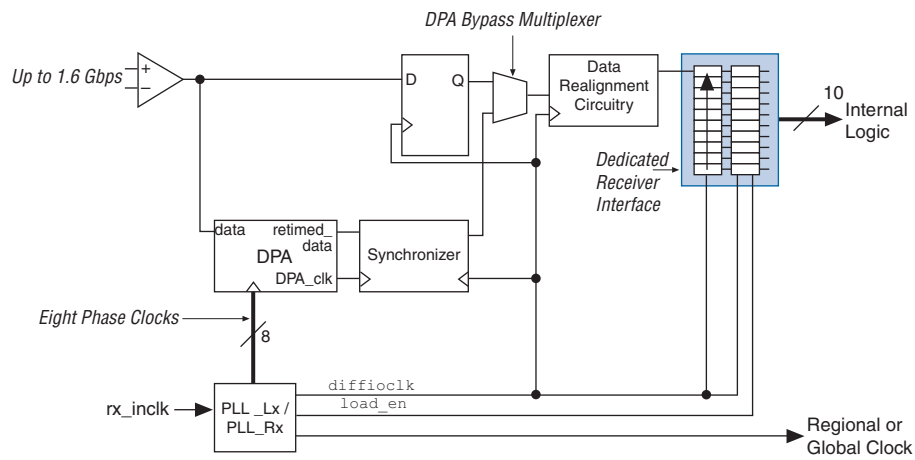 DPA Bypass Multiplexer
Up to 1.6 Gbps
+
−
D
Q
Data
Realignment
Circuitry
10
Internal
Logic
Dedicated
Receiver
Interface
data
retimed_
data
DPA
DPA_clk
Synchronizer
Eight Phase Clocks
8
rx_inclk
PLL _Lx /
PLL_Rx
diffioclk
load_en
Regional or
Global Clock